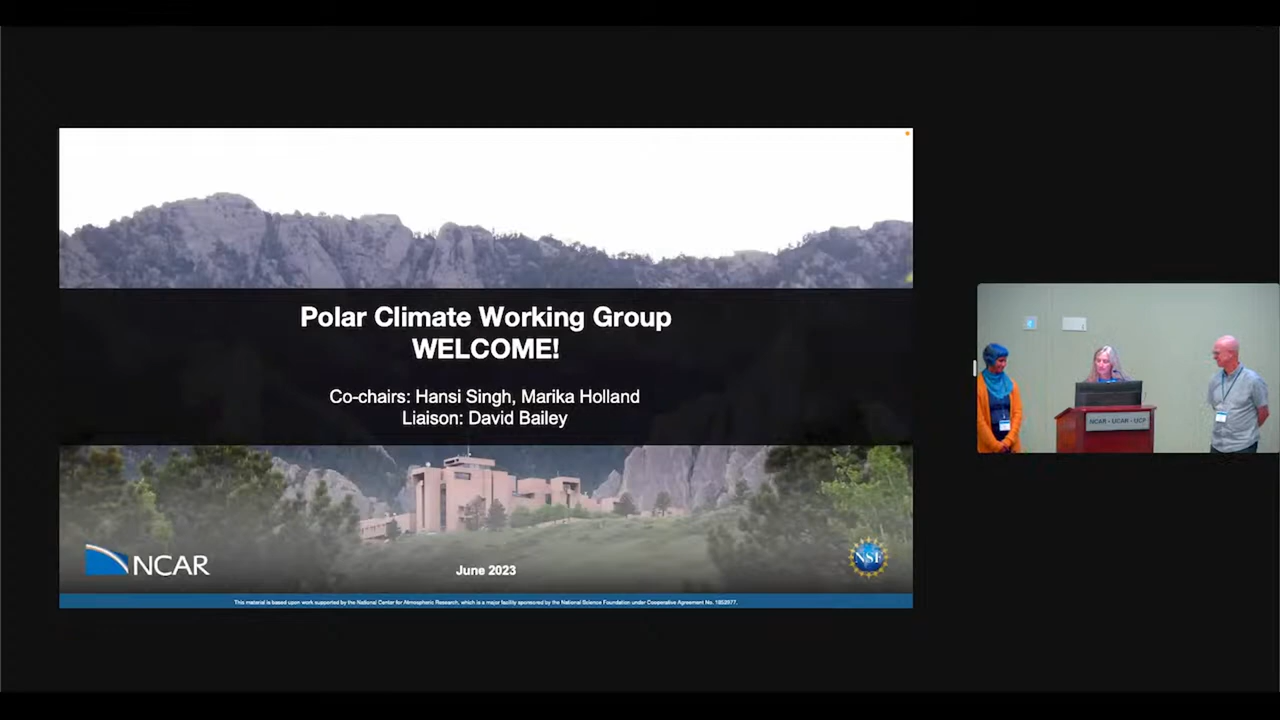 Polar Climate Working Group
WELCOME!
Co-chairs: Hansi Singh, Marika Holland
Liaison: David Bailey
NCAR
June 2023
NSF
This material is based upon work supported by the National Center for Atmospheric Research, which is a major facility sponsored by the National Science Foundation under Cooperative Agreement No. 1852977.
NCAR • UCAR • UCP